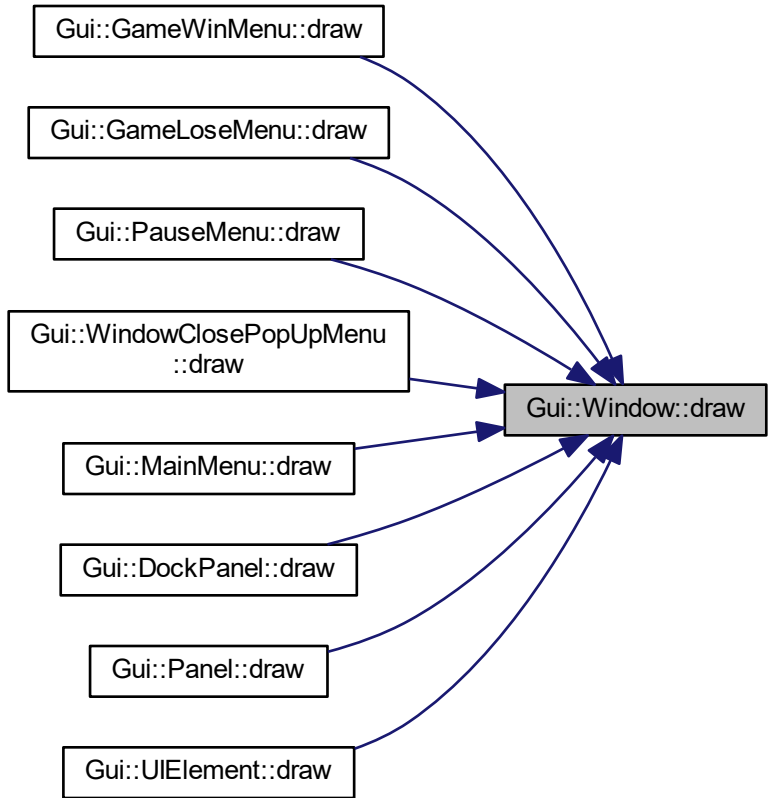 Gui::GameWinMenu::draw
Gui::GameLoseMenu::draw
Gui::PauseMenu::draw
Gui::WindowClosePopUpMenu
::draw
Gui::Window::draw
Gui::MainMenu::draw
Gui::DockPanel::draw
Gui::Panel::draw
Gui::UIElement::draw